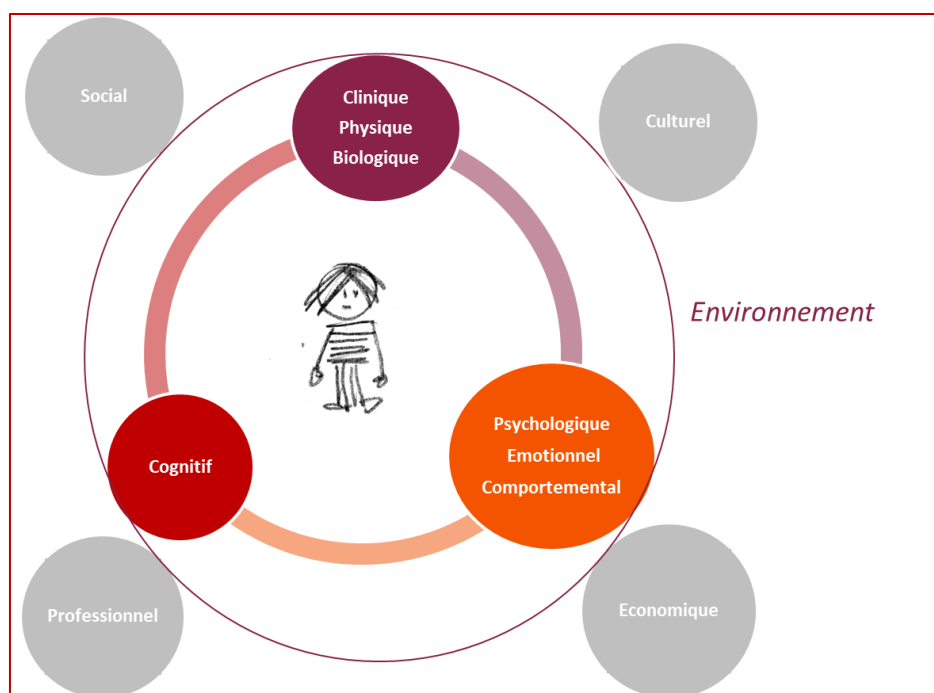 Social
Clinique
Physique
Biologique
Culturel
Environnement
Psychologique
Emotionnel
Comportemental
Cognitif
Professionnel
Economique